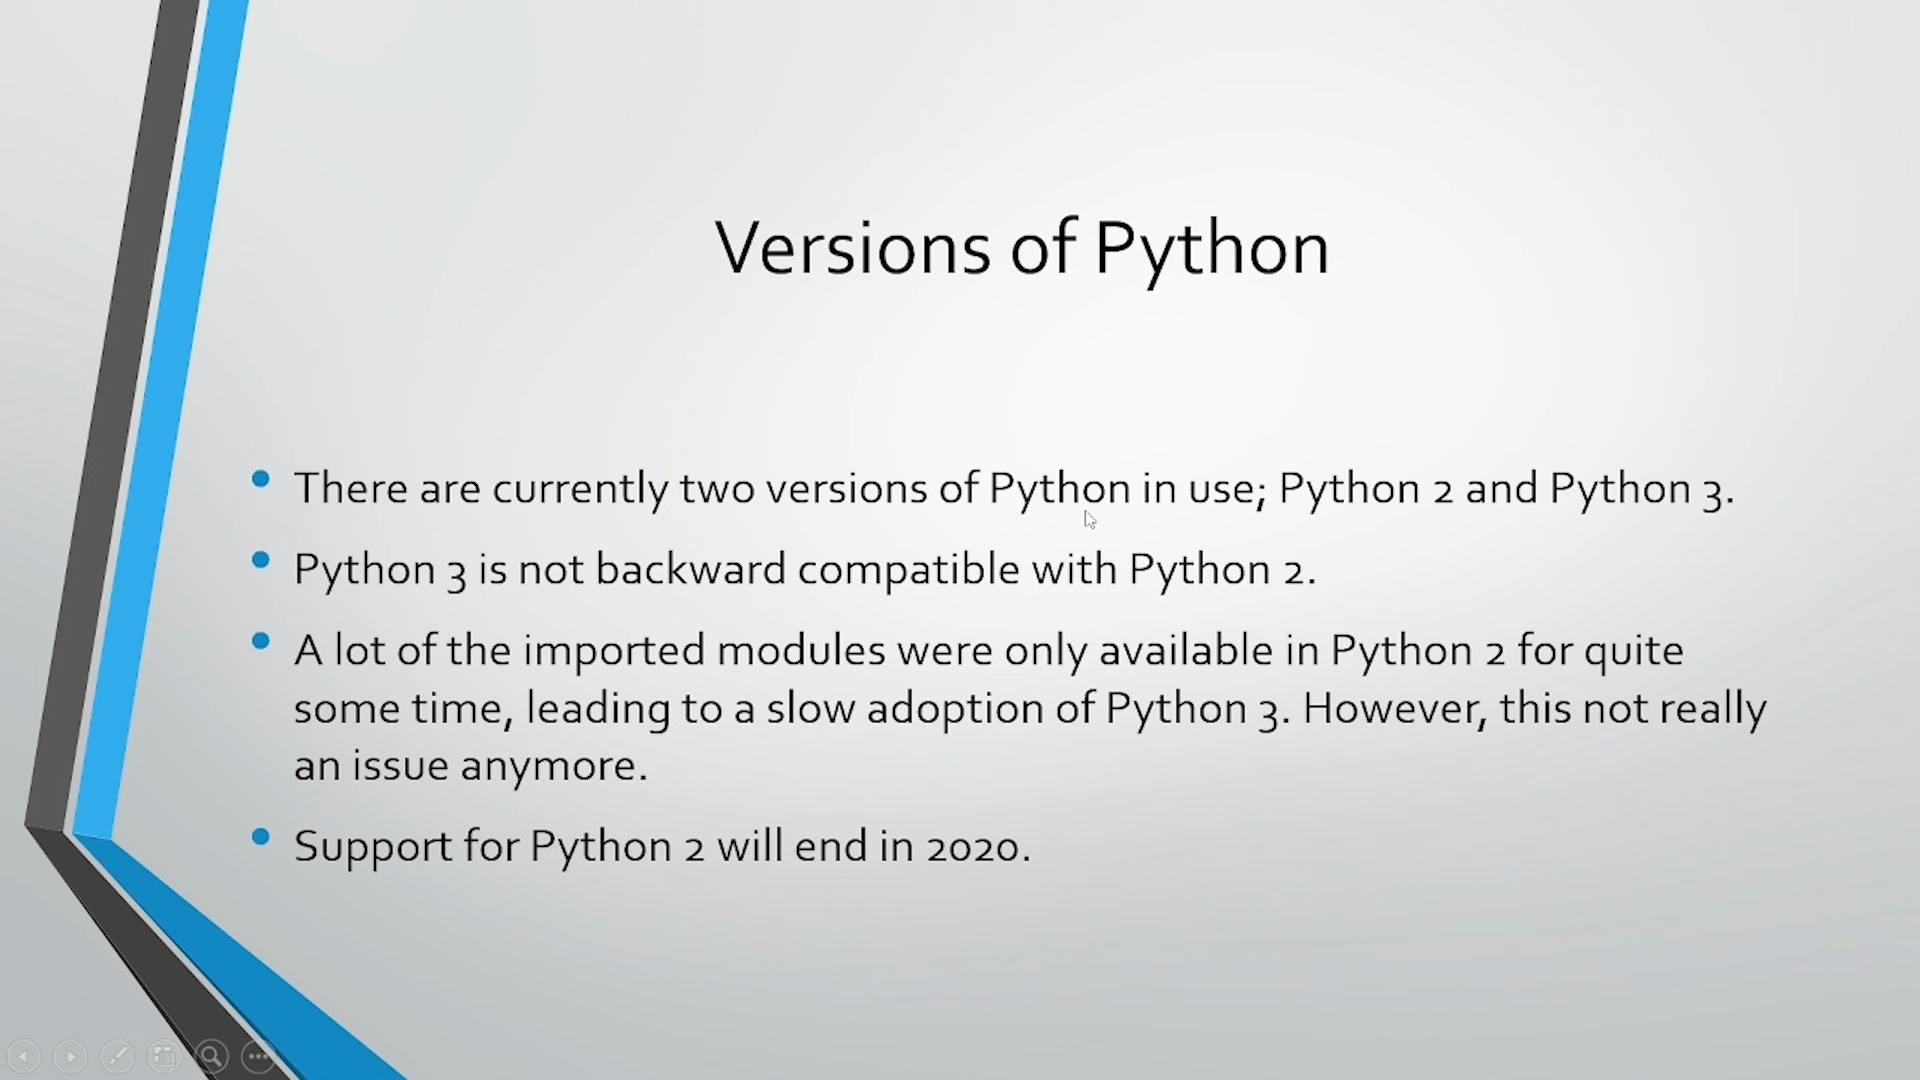 Versions of Python
• There are currently two versions of Python in use; Python 2 and Python 3.
• Python 3 is not backward compatible with Python 2.
• A lot of the imported modules were only available in Python 2 for quite
some time, leading to a slow adoption of Python 3. However, this not really
an issue anymore.
• Support for Python 2 will end in 2020.